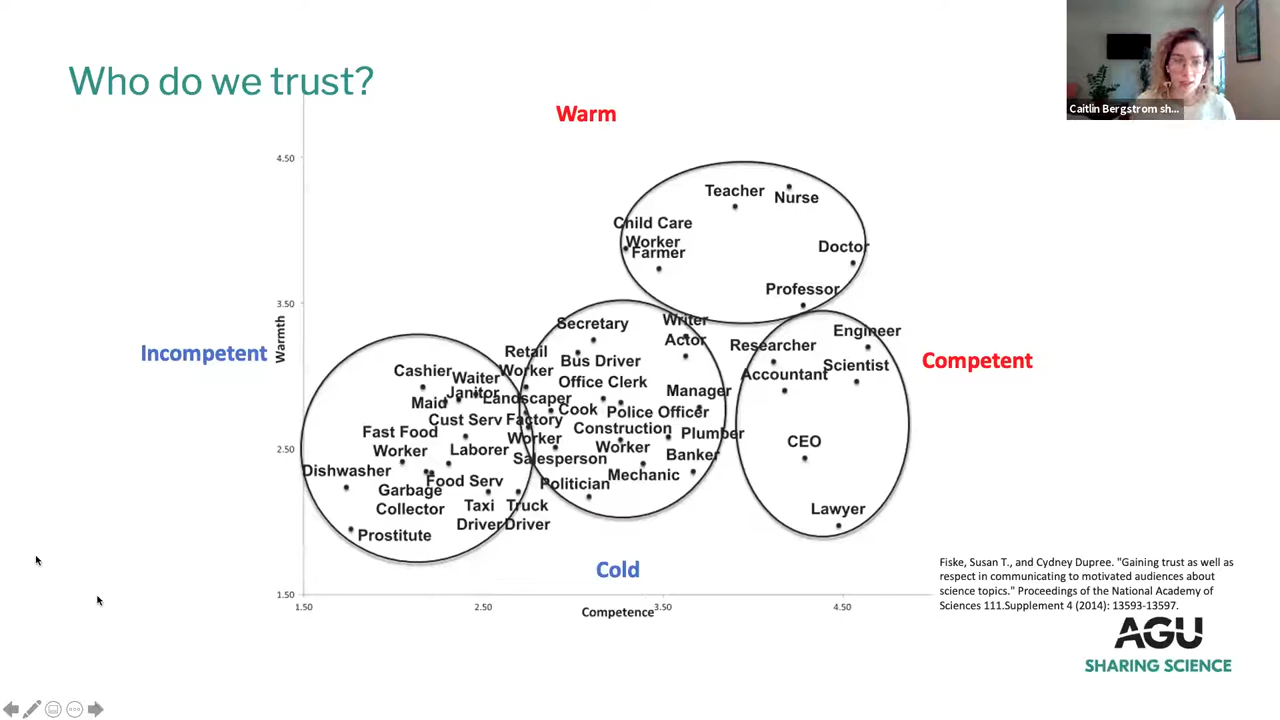 Who do we trust?
Caitlin Bergstrom sh...
Warm
4.50
Teacher
Nurse
Child Care
Worker
Farmer
Doctor
Professor
3.50
Warmth
Secretary
Writer
Actor
Engineer
Researcher
Incompetent
Retail
Worker
Bus Driver
Scientist
Competent
Cashier
Waiter
Office Clerk
Accountant
Janitor
Landscaper
Manager
Maid
Cook
Police Officer
Cust Serv
Factory
Worker
Construction
Worker
Plumber
Fast Food
Worker
CEO
2.50
Laborer
Salesperson
Banker
Dishwasher
Food Serv
Mechanic
Politician
Garbage
Collector
Taxi
Driver
Truck
Driver
Lawyer
Prostitute
Cold
1.50
1.50
2.50
3.50
4.50
Competence
Fiske, Susan T., and Cydney Dupree. "Gaining trust as well as
respect in communicating to motivated audiences about
science topics." Proceedings of the National Academy of
Sciences 111.Supplement 4 (2014): 13593-13597.
AGU
SHARING SCIENCE